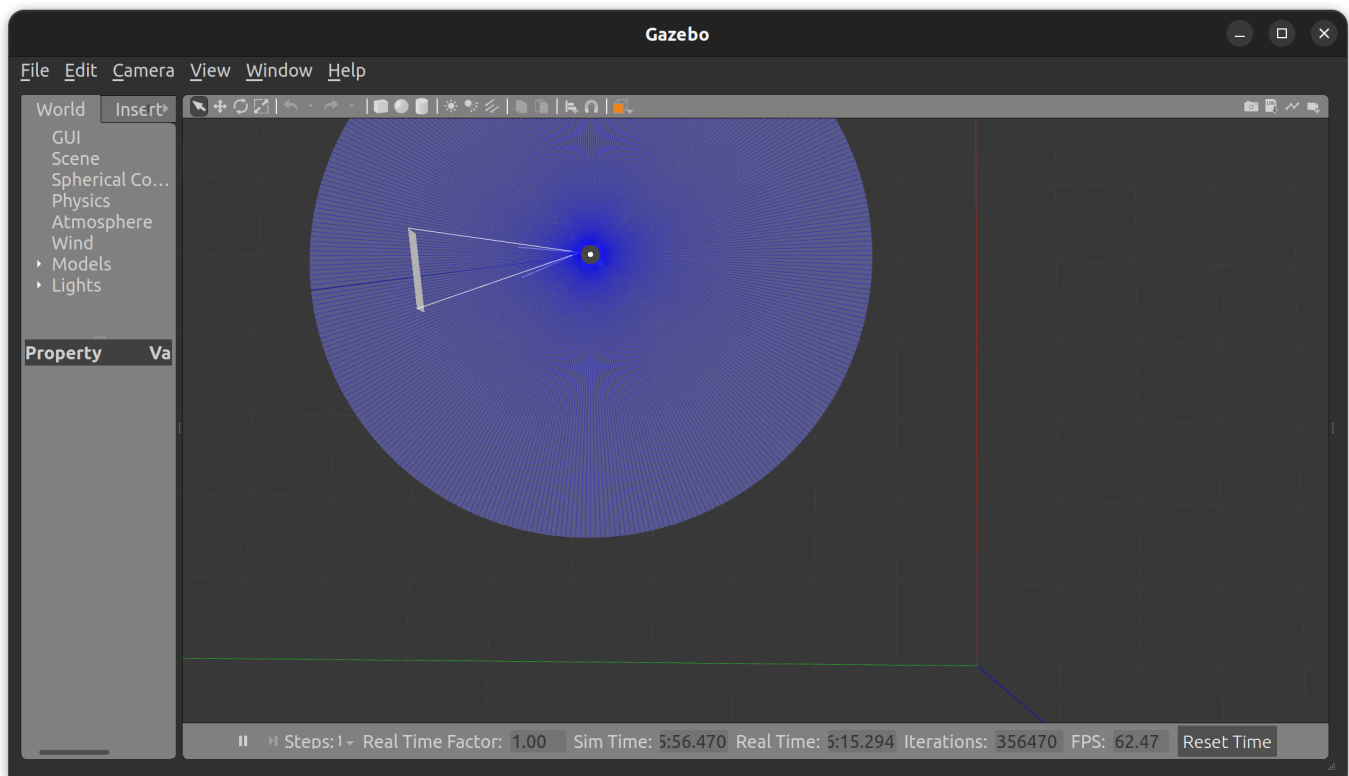 Gazebo
File Edit Camera View Window Help
World Insert
GUI
Scene
Spherical Co...
Physics
Atmosphere
Wind
Models
Lights
Property Va
Steps: 1 Real Time Factor: 1.00 Sim Time: 5:56.470 Real Time: 6:15.294 Iterations: 356470 FPS: 62.47 Reset Time